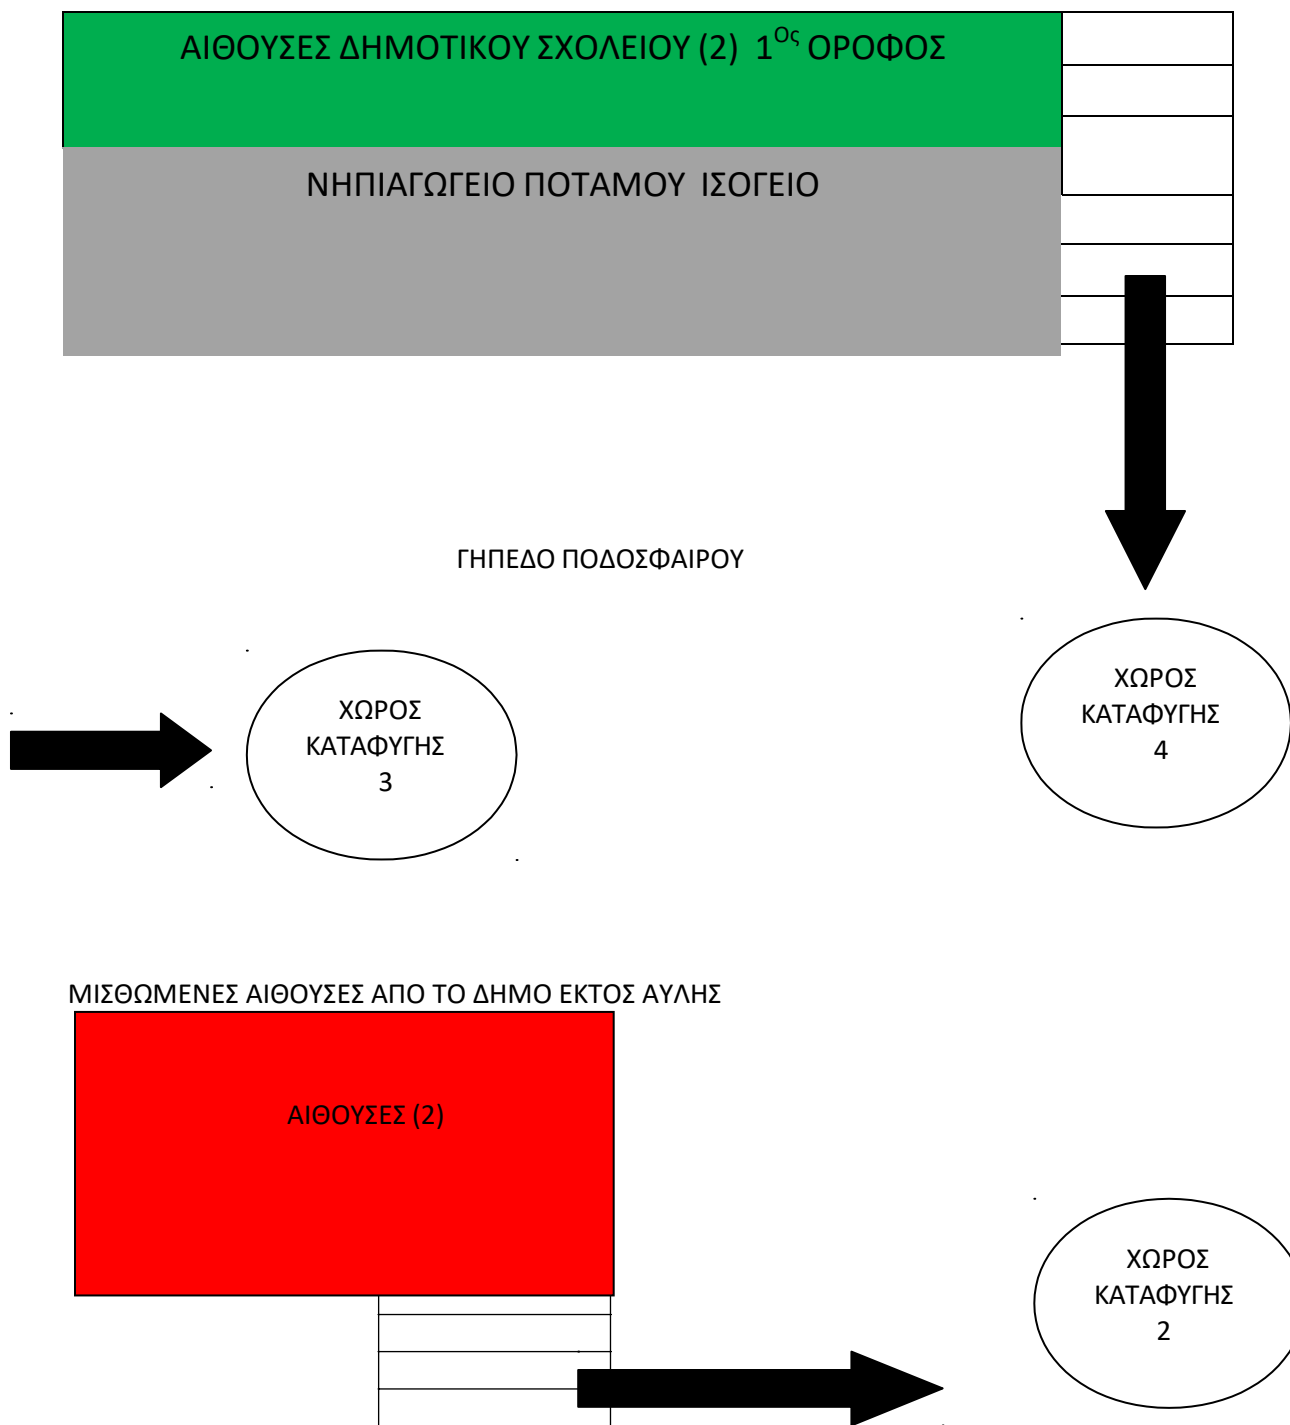 ΑΙΘΟΥΣΕΣ ΔΗΜΟΤΙΚΟΥ ΣΧΟΛΕΙΟΥ (2) 1Ος ΟΡΟΦΟΣ
ΝΗΠΙΑΓΩΓΕΙΟ ΠΟΤΑΜΟΥ ΙΣΟΓΕΙΟ
ΓΗΠΕΔΟ ΠΟΔΟΣΦΑΙΡΟΥ
ΧΩΡΟΣ
ΚΑΤΑΦΥΓΗΣ
3
ΧΩΡΟΣ
ΚΑΤΑΦΥΓΗΣ
4
ΜΙΣΘΩΜΕΝΕΣ ΑΙΘΟΥΣΕΣ ΑΠΟ ΤΟ ΔΗΜΟ ΕΚΤΟΣ ΑΥΛΗΣ
ΑΙΘΟΥΣΕΣ (2)
ΧΩΡΟΣ
ΚΑΤΑΦΥΓΗΣ
2